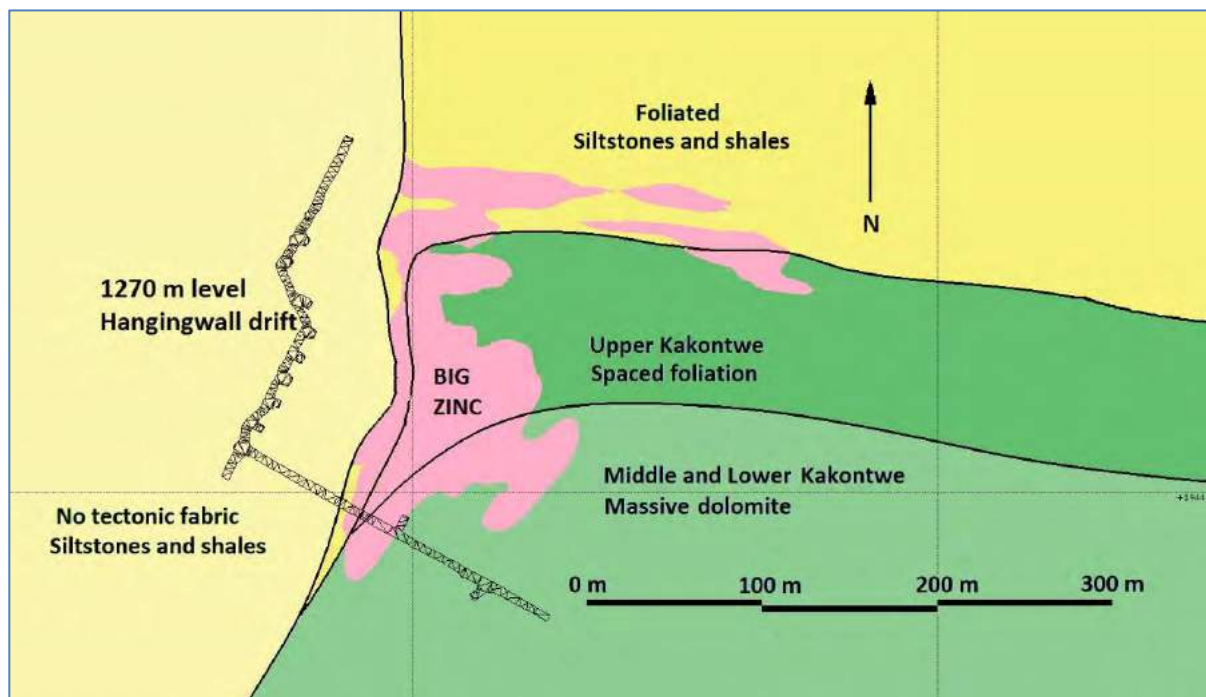 Foliated
Siltstones and shales
N
1270 m level
Hangingwall drift
Upper Kakontwe
Spaced foliation
BIG
ZINC
Middle and Lower Kakontwe
Massive dolomite
No tectonic fabric
Siltstones and shales
0 m
100 m
200 m
300 m